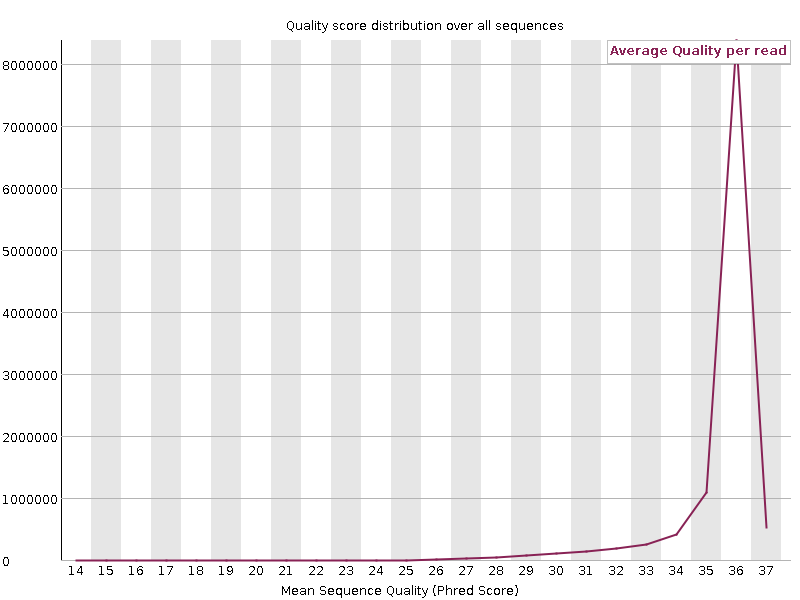 Quality score distribution over all sequences
Average Quality per read
8000000
7000000
6000000
5000000
4000000
3000000
2000000
1000000
0
14 15 16 17 18 19 20 21 22 23 24 25 26 27 28 29 30 31 32 33 34 35 36 37
Mean Sequence Quality (Phred Score)